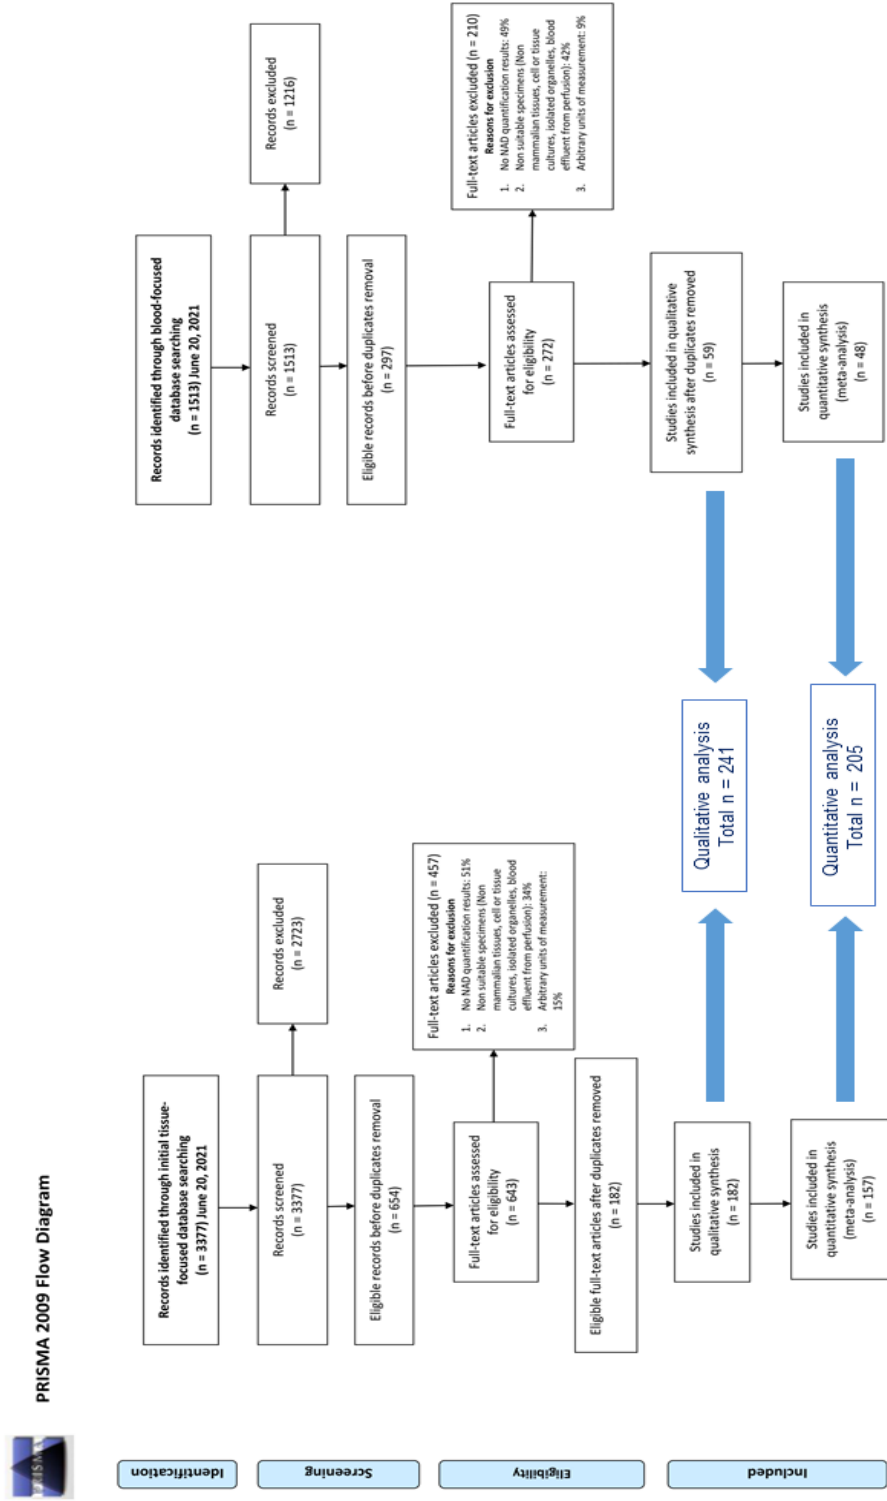 PRISMA
PRISMA 2009 Flow Diagram
Identification
Screening
Eligibility
Included
Records identified through initial tissue-
focused database searching
(n = 3377) June 20, 2021
Records screened
(n = 3377)
Records excluded
(n = 2723)
Eligible records before duplicates removal
(n = 654)
Full-text articles assessed
for eligibility
(n = 643)
Full-text articles excluded (n = 457)
Reasons for exclusion
1. No NAD quantification results: 51%
2. Non suitable specimens (Non
mammalian tissues, cell or tissue
cultures, isolated organelles, blood
effluent from perfusion): 34%
3. Arbitrary units of measurement:
15%
Eligible full-text articles after duplicates removed
(n = 182)
Studies included in
qualitative synthesis
(n = 182)
Studies included in
quantitative synthesis
(meta-analysis)
(n = 157)
Qualitative analysis
Total n = 241
Quantitative analysis
Total n = 205
Records identified through blood-focused
database searching
(n = 1513) June 20, 2021
Records screened
(n = 1513)
Records excluded
(n = 1216)
Eligible records before duplicates removal
(n = 297)
Full-text articles assessed
for eligibility
(n = 272)
Full-text articles excluded (n = 210)
Reasons for exclusion
1. No NAD quantification results: 49%
2. Non suitable specimens (Non
mammalian tissues, cell or tissue
cultures, isolated organelles, blood
effluent from perfusion): 42%
3. Arbitrary units of measurement: 9%
Studies included in qualitative
synthesis after duplicates removed
(n = 59)
Studies included in
quantitative synthesis
(meta-analysis)
(n = 48)